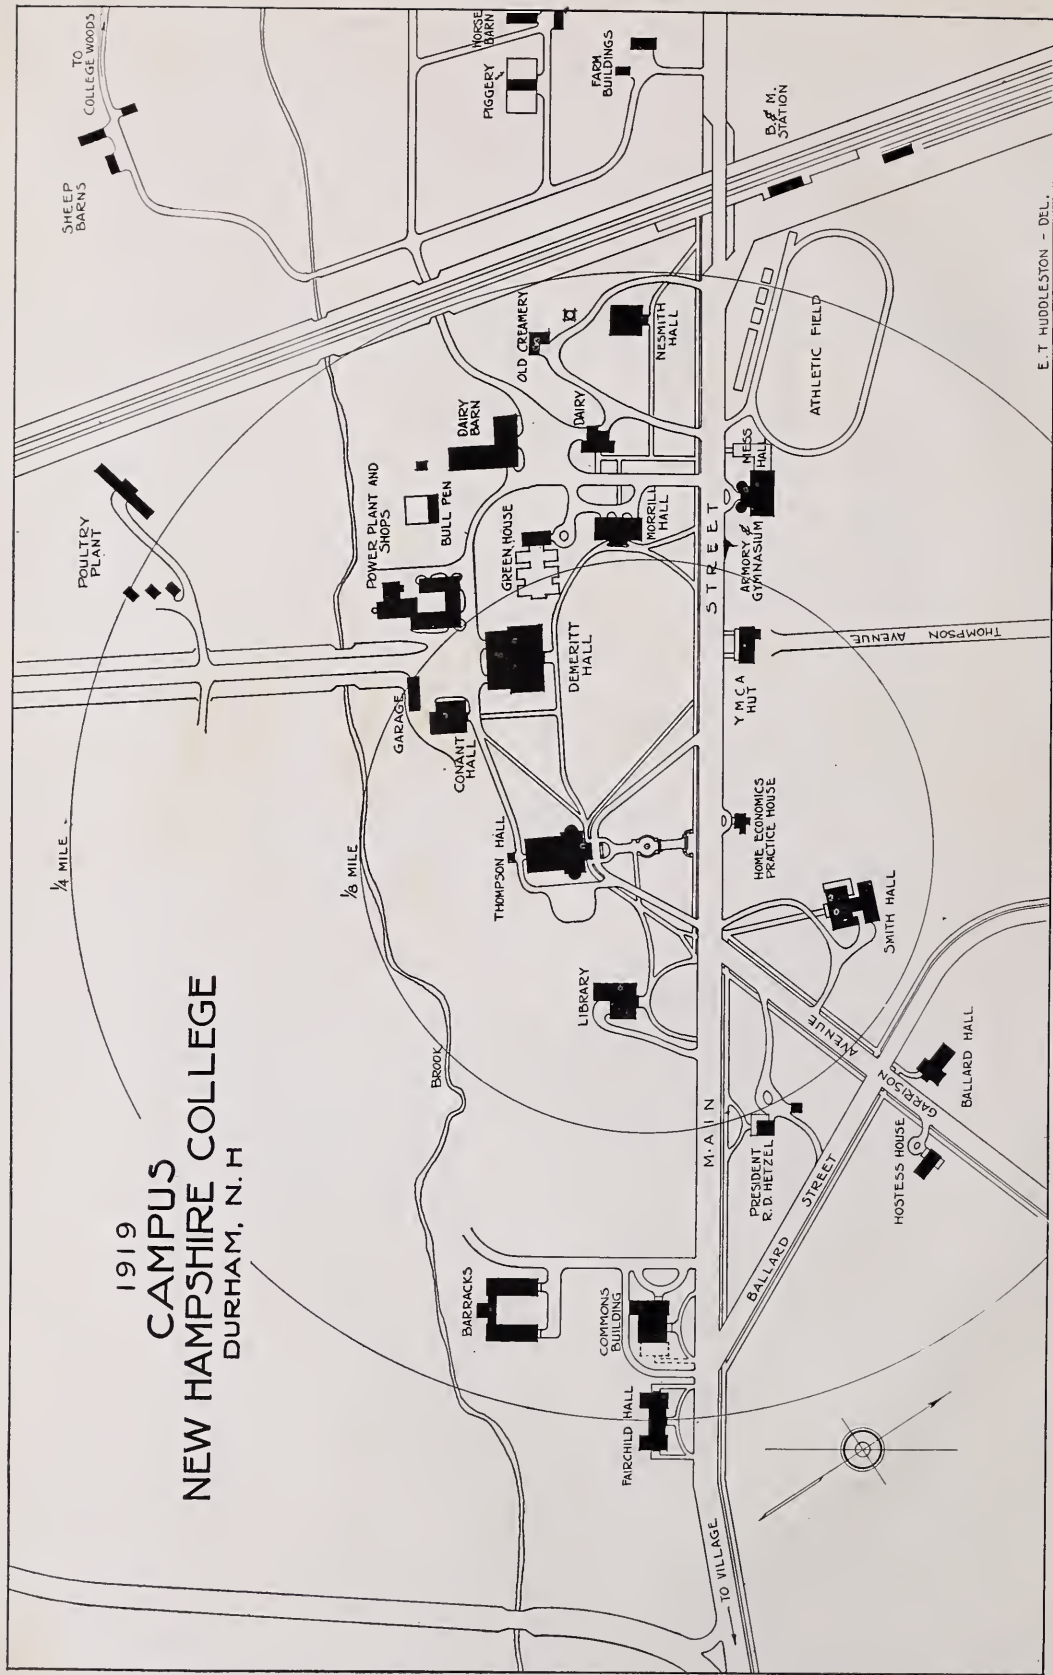 1919
CAMPUS
NEW HAMPSHIRE COLLEGE
DURHAM, N. H
¼ MILE
⅛ MILE
POULTRY
PLANT
SHEEP
BARNS
TO
COLLEGE WOODS
HORSE
BARN
PIGGERY
FARM
BUILDINGS
B. & M.
STATION
BROOK
GARAGE
CONANT
HALL
POWER PLANT AND
SHOPS
BULL PEN
DAIRY
BARN
OLD CREAMERY
DAIRY
NESMITH
HALL
GREEN HOUSE
MORRILL
HALL
DEMERITT
HALL
THOMPSON HALL
LIBRARY
BARRACKS
COMMONS
BUILDING
FAIRCHILD HALL
TO VILLAGE
MAIN STREET
BALLARD STREET
PRESIDENT
R. D. HETZEL
GARRISON AVENUE
HOSTESS HOUSE
BALLARD HALL
SMITH HALL
HOME ECONOMICS
PRACTICE HOUSE
YMCA
HUT
THOMPSON AVENUE
ARMORY &
GYMNASIUM
MESS
HALL
ATHLETIC FIELD
E. T HUDDLESTON - DEL.